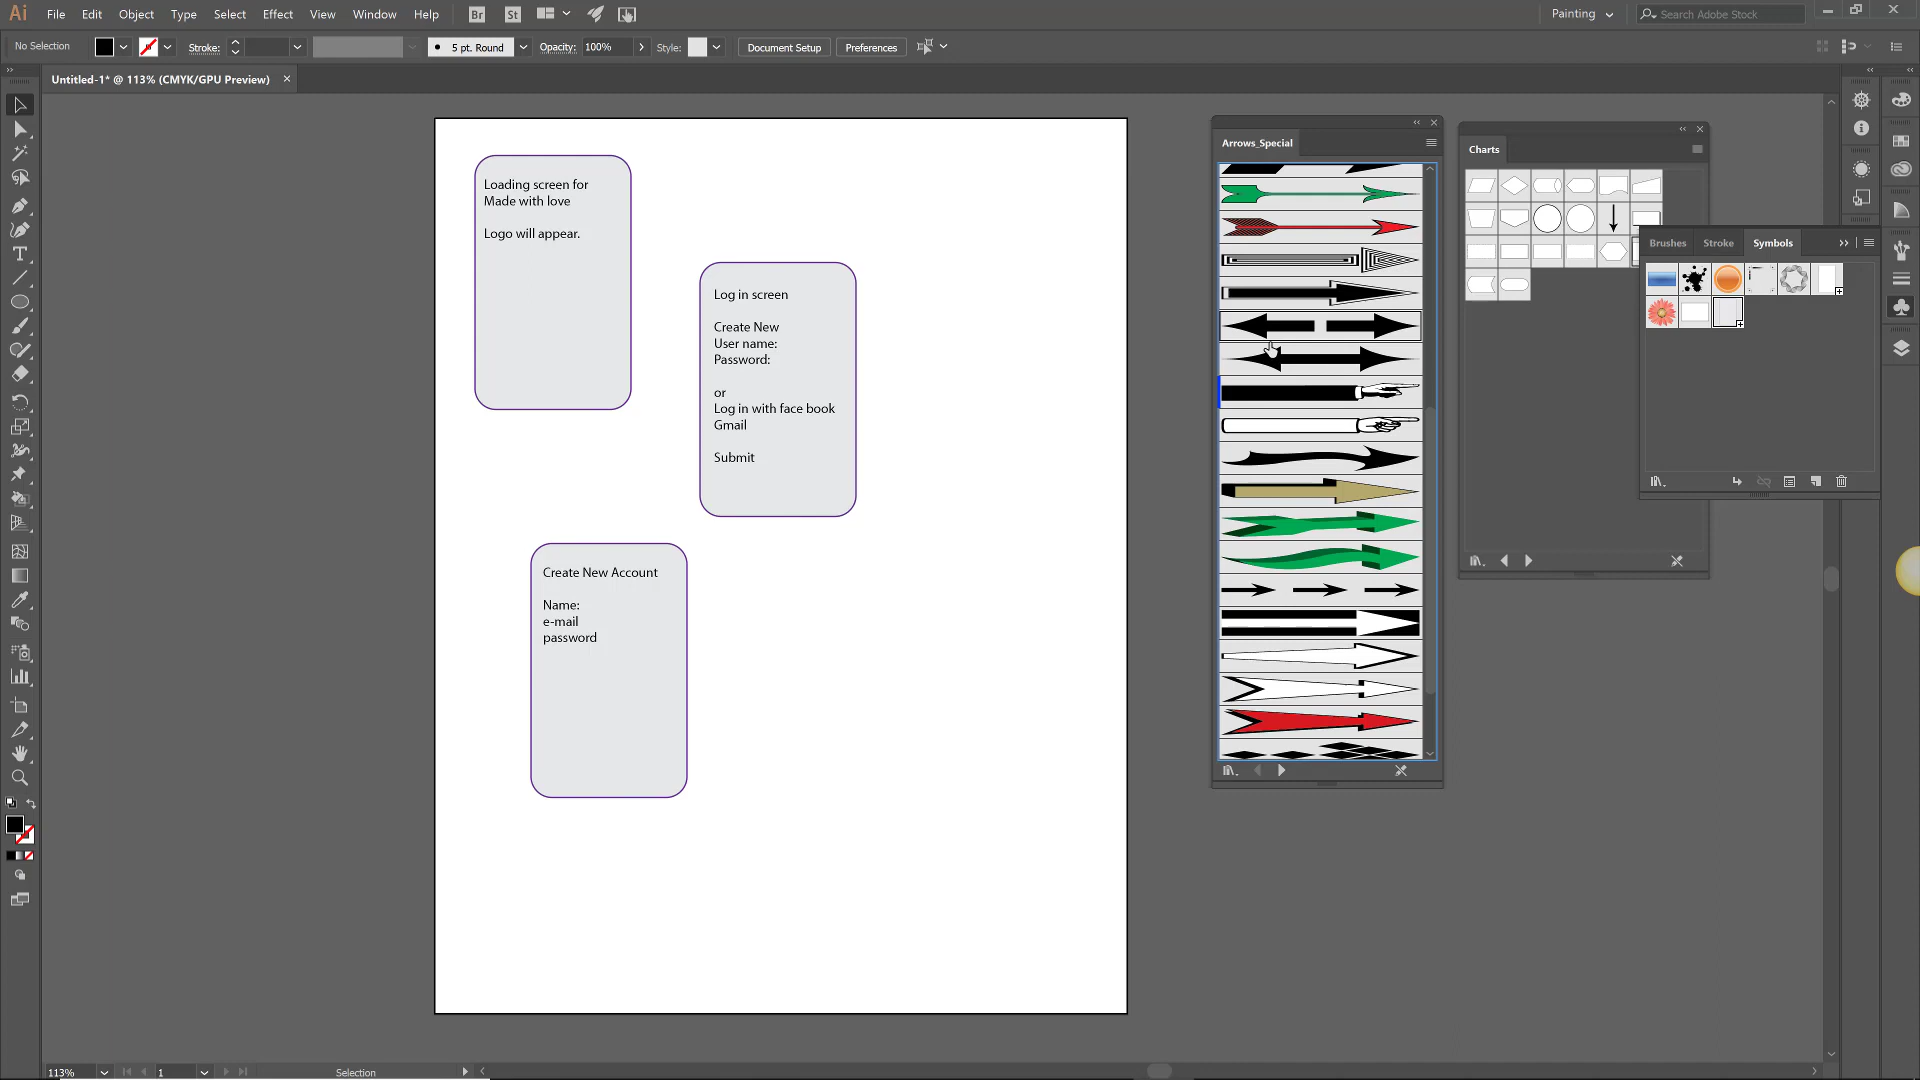 Ai File Edit Object Type Select Effect View Window Help Br St Painting Search Adobe Stock
No Selection Stroke: 5 pt. Round Opacity: 100% Style: Document Setup Preferences
Untitled-1* @ 113% (CMYK/GPU Preview)
Loading screen for
Made with love
Logo will appear.
Log in screen
Create New
User name:
Password:
or
Log in with face book
Gmail
Submit
Create New Account
Name:
e-mail
password
Arrows_Special
Charts
Brushes Stroke Symbols
113% 1 Selection